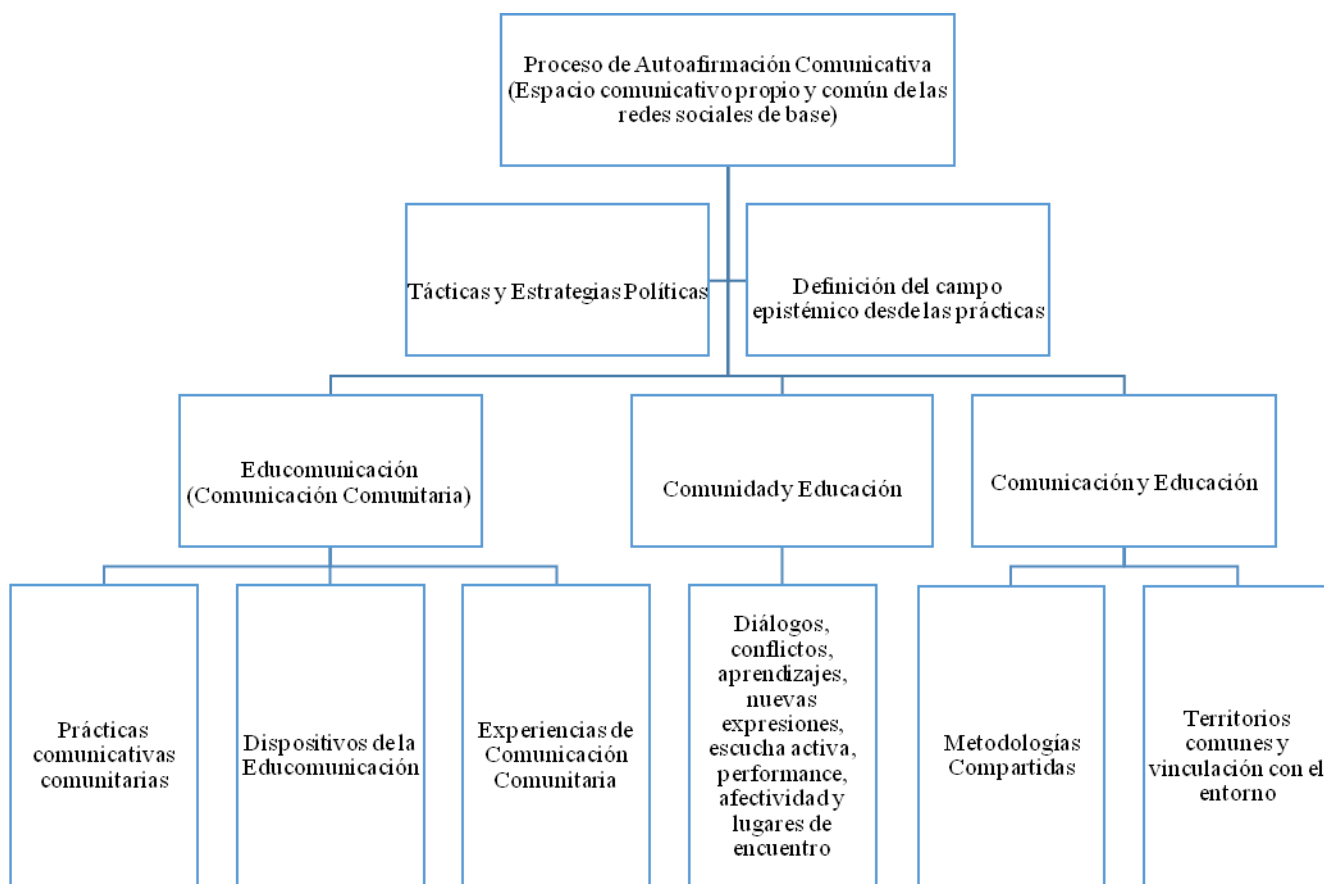 Proceso de Autoafirmación Comunicativa
(Espacio comunicativo propio y común de las
redes sociales de base)
Tácticas y Estrategias Políticas
Definición del campo
epistémico desde las prácticas
Educomunicación
(Comunicación Comunitaria)
Comunidad y Educación
Comunicación y Educación
Prácticas
comunicativas
comunitarias
Dispositivos de la
Educomunicación
Experiencias de
Comunicación
Comunitaria
Diálogos,
conflictos,
aprendizajes,
nuevas
expresiones,
escucha activa,
performance,
afectividad y
lugares de
encuentro
Metodologías
Compartidas
Territorios
comunes y
vinculación con el
entorno